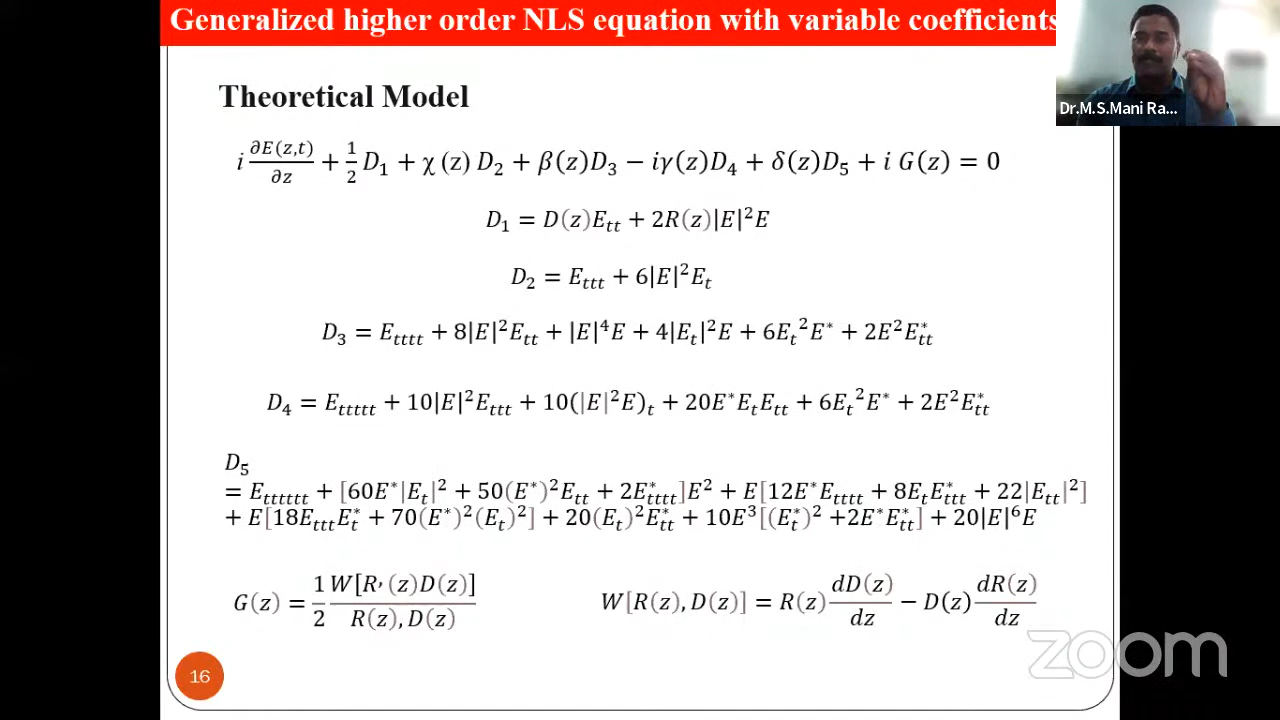 Generalized higher order NLS equation with variable coefficients
Dr.M.S.Mani Ra...
Theoretical Model
i ∂E(z,t)/∂z + 1/2 D₁ + χ (z) D₂ + β(z)D₃ − iγ(z)D₄ + δ(z)D₅ + i G(z) = 0
D₁ = D(z)Eₜₜ + 2R(z)|E|²E
D₂ = Eₜₜₜ + 6|E|²Eₜ
D₃ = Eₜₜₜₜ + 8|E|²Eₜₜ + |E|⁴E + 4|Eₜ|²E + 6Eₜ²E* + 2E²E*ₜₜ
D₄ = Eₜₜₜₜₜ + 10|E|²Eₜₜₜ + 10(|E|²E)ₜ + 20E*EₜEₜₜ + 6Eₜ²E* + 2E²E*ₜₜ
D₅
= Eₜₜₜₜₜₜ + [60E*|Eₜ|² + 50(E*)²Eₜₜ + 2E*ₜₜₜₜ]E² + E[12E*Eₜₜₜₜ + 8EₜE*ₜₜₜ + 22|Eₜₜ|²]
+ E[18EₜₜₜE*ₜ + 70(E*)²(Eₜ)²] + 20(Eₜ)²E*ₜₜ + 10E³[(E*ₜ)² +2E*E*ₜₜ] + 20|E|⁶E
G(z) = 1/2 W[R,(z)D(z)]/R(z),D(z)
W[R(z), D(z)] = R(z) dD(z)/dz − D(z) dR(z)/dz
16
zoom